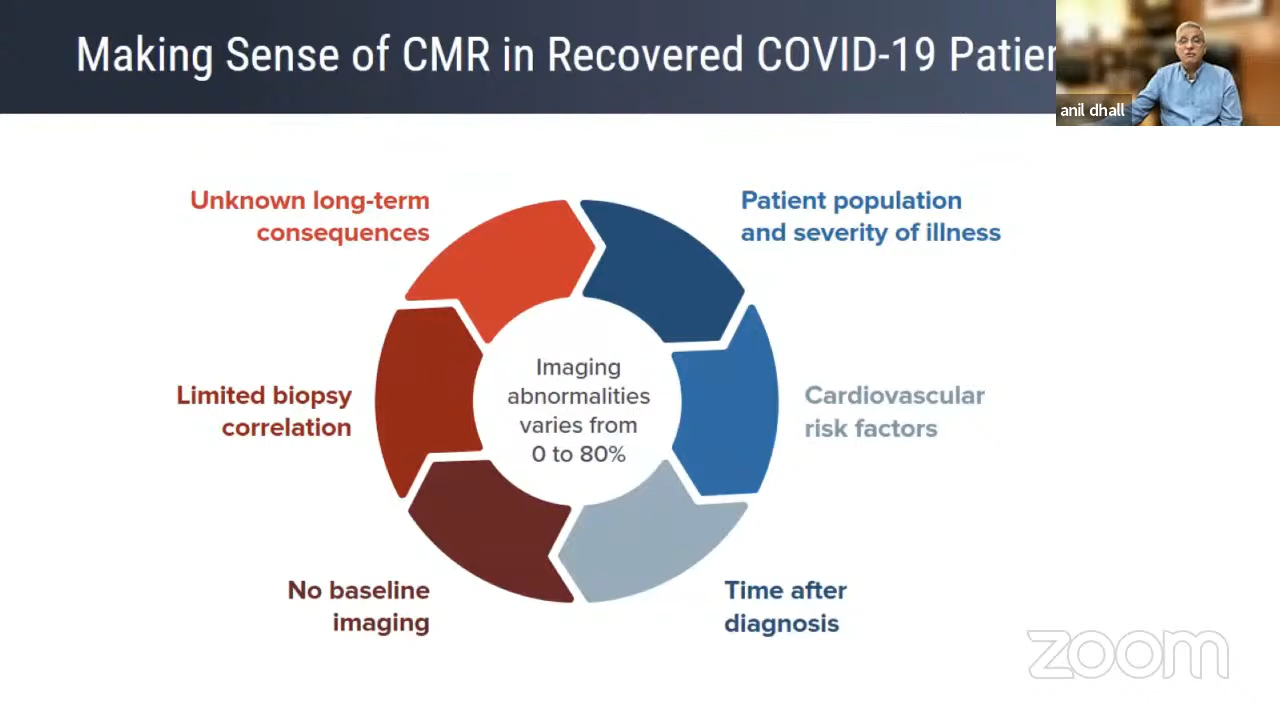 Making Sense of CMR in Recovered COVID-19 Patien
anil dhall
Unknown long-term
consequences
Patient population
and severity of illness
Imaging
abnormalities
varies from
0 to 80%
Limited biopsy
correlation
Cardiovascular
risk factors
No baseline
imaging
Time after
diagnosis
zoom